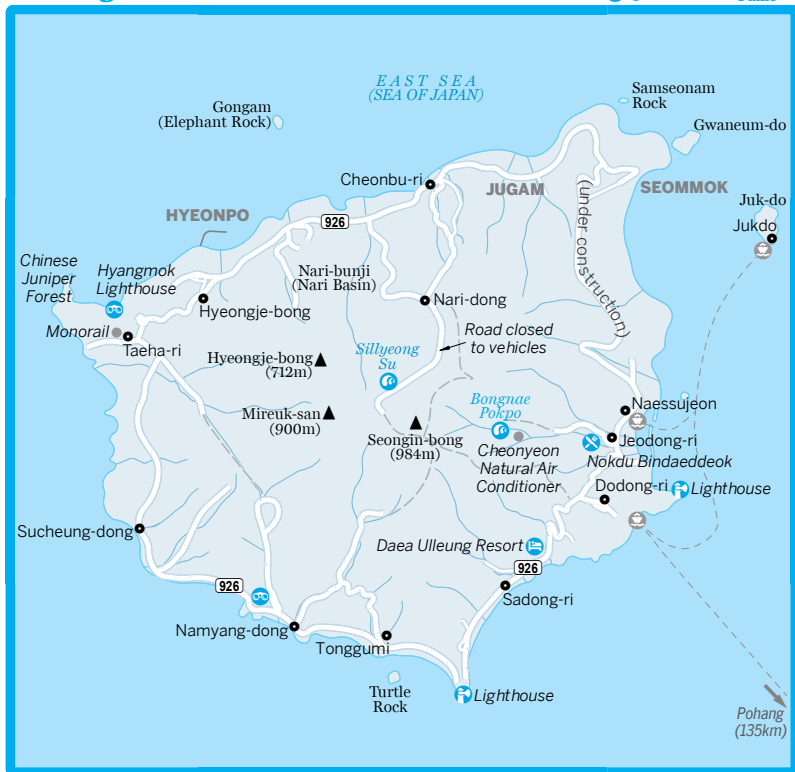 EAST SEA
(SEA OF JAPAN)
Samseonam
Rock
Gongam
(Elephant Rock)
Gwaneum-do
Cheonbu-ri
JUGAM
SEOMMOK
Juk-do
Jukdo
HYEONPO
926
(under construction)
Chinese
Juniper
Forest
Hyangmok
Lighthouse
Nari-bunji
(Nari Basin)
Nari-dong
Hyeongje-bong
Monorail
Taeha-ri
Road closed
to vehicles
Hyeongje-bong
(712m)
Sillyeong
Su
Mireuk-san
(900m)
Bongnae
Pokpo
Naessujeon
Seongin-bong
(984m)
Cheonyeon
Natural Air
Conditioner
Jeodong-ri
Nokdu Bindaeddeok
Dodong-ri
Lighthouse
Sucheung-dong
Daea Ulleung Resort
926
926
Sadong-ri
Namyang-dong
Tonggumi
Turtle
Rock
Lighthouse
Pohang
(135km)